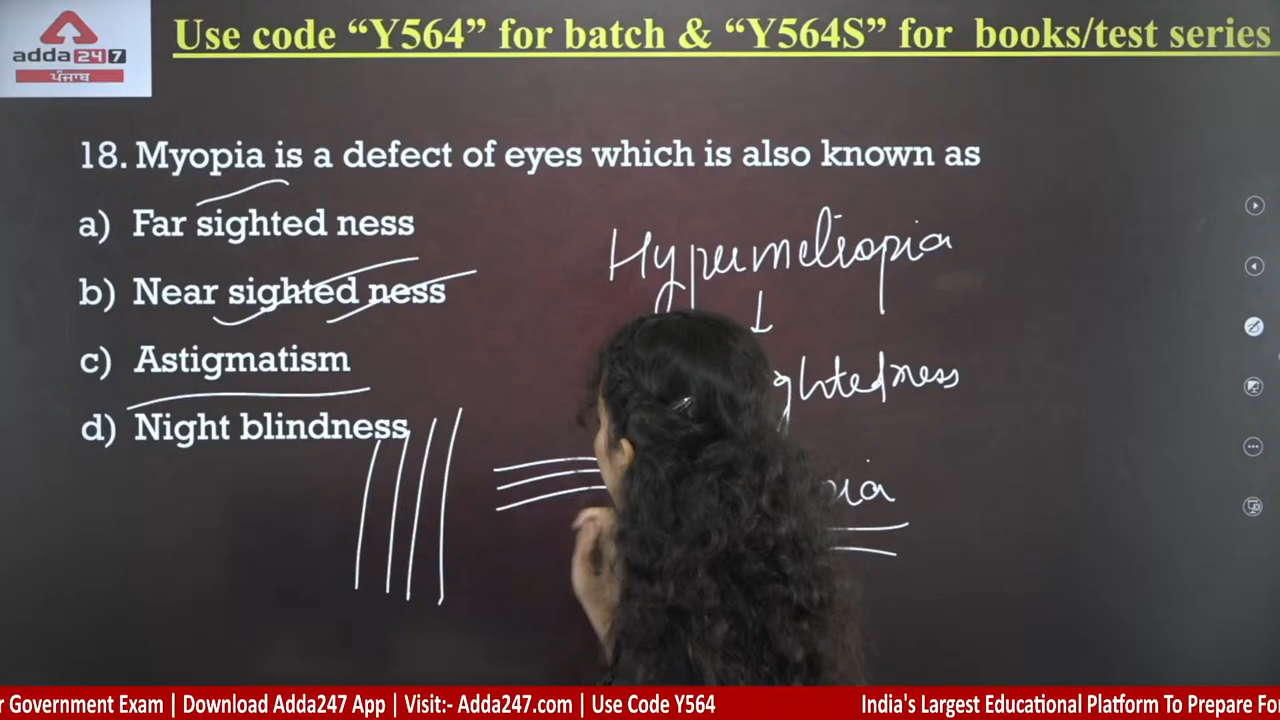 Use code “Y564” for batch & “Y564S” for books/test series
adda247
ਪੰਜਾਬ
18. Myopia is a defect of eyes which is also known as
a) Far sighted ness
b) Near sighted ness
c) Astigmatism
d) Night blindness
Hypermetropia
ghtedness
pia
r Government Exam | Download Adda247 App | Visit:- Adda247.com | Use Code Y564
India's Largest Educational Platform To Prepare Fo